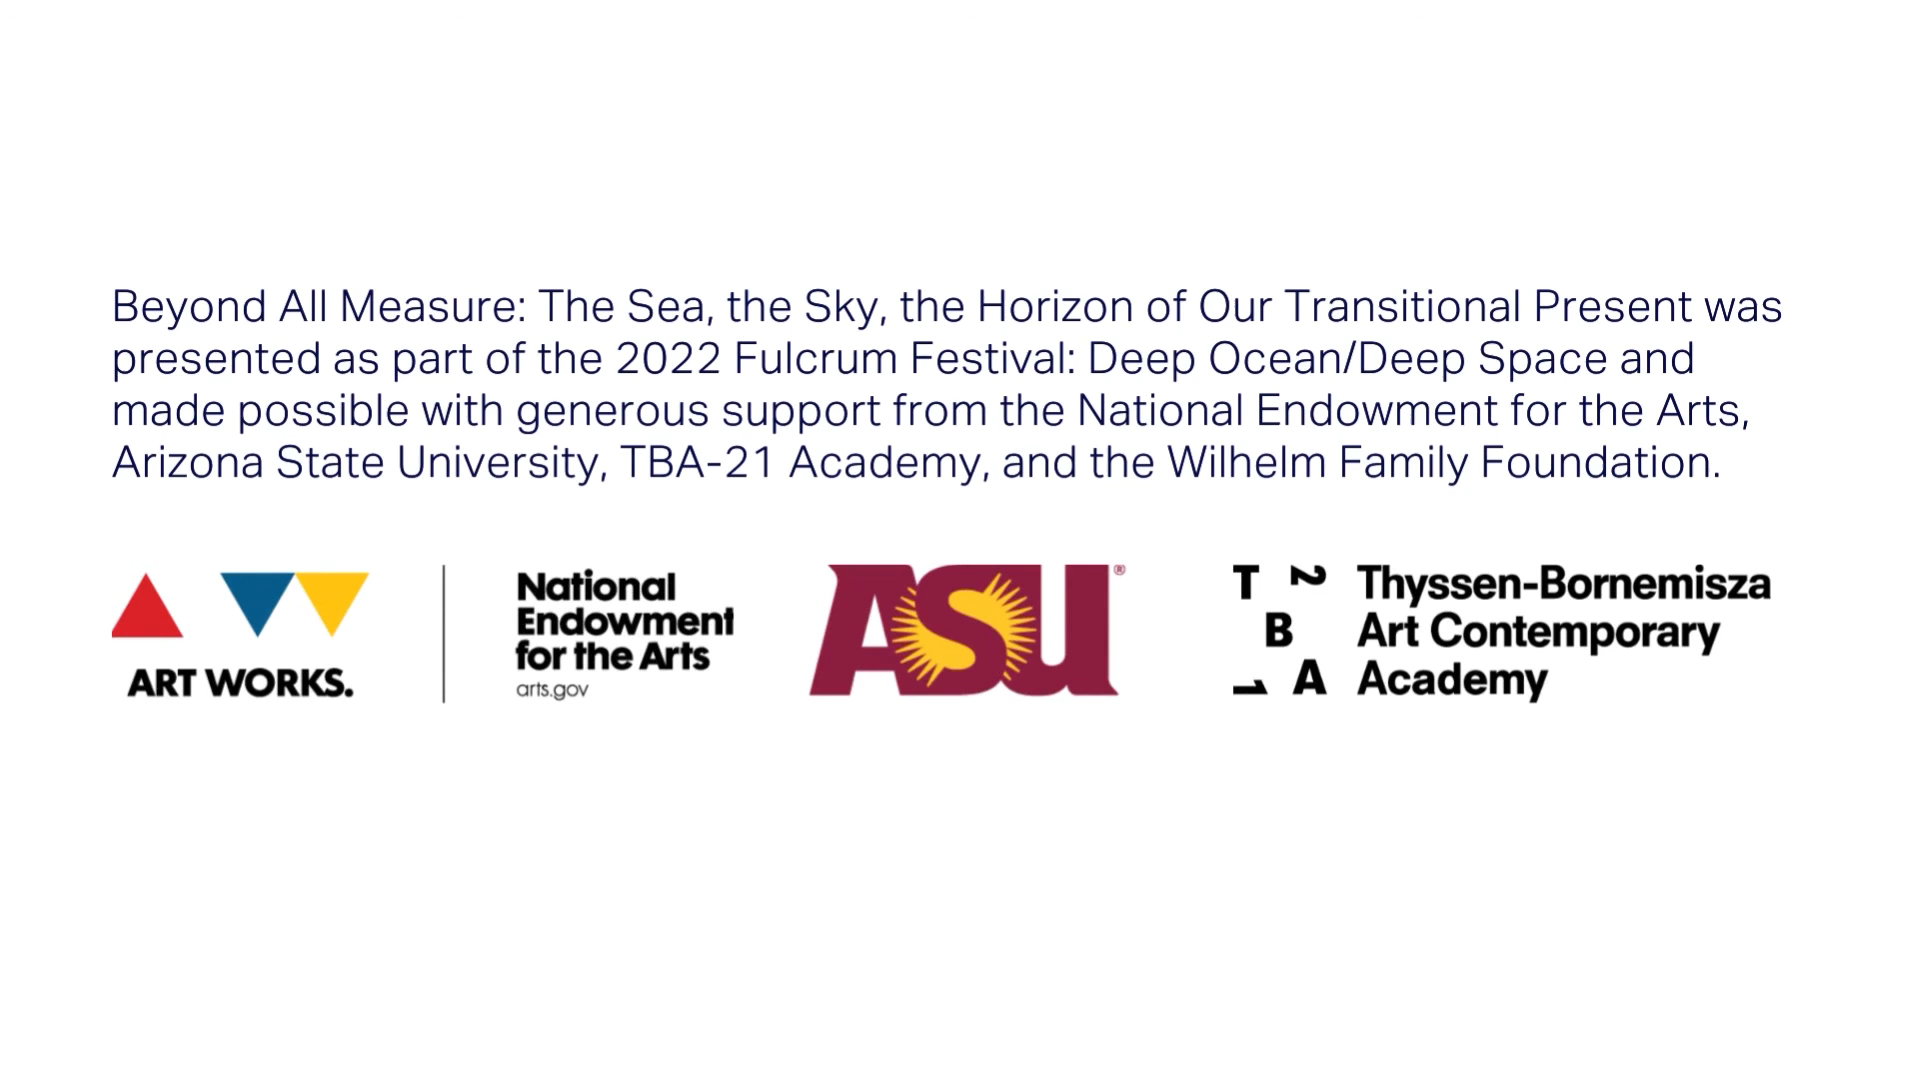 Beyond All Measure: The Sea, the Sky, the Horizon of Our Transitional Present was
presented as part of the 2022 Fulcrum Festival: Deep Ocean/Deep Space and
made possible with generous support from the National Endowment for the Arts,
Arizona State University, TBA-21 Academy, and the Wilhelm Family Foundation.
ART WORKS.
National
Endowment
for the Arts
arts.gov
ASU®
T 2
B
1 A
Thyssen-Bornemisza
Art Contemporary
Academy